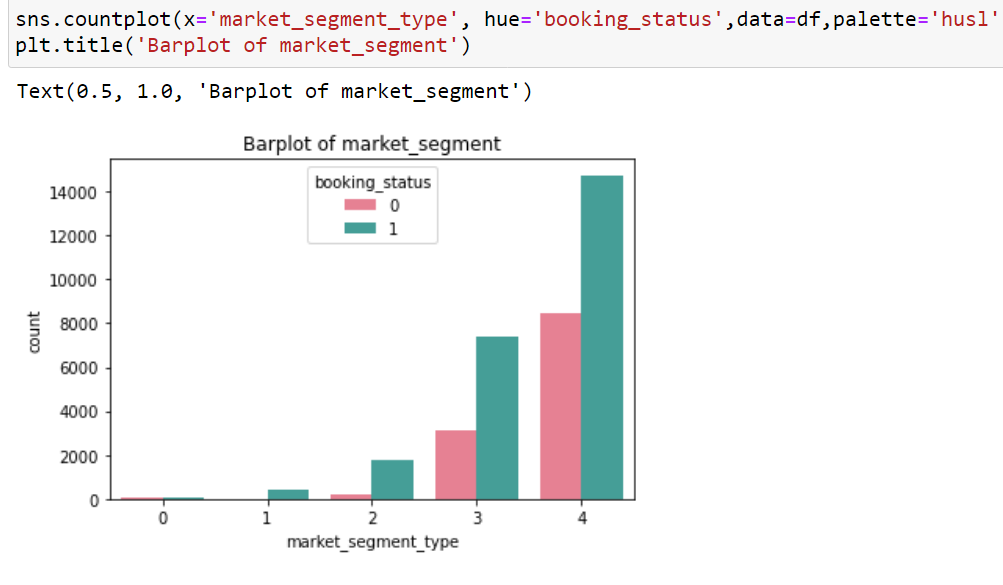 sns.countplot(x='market_segment_type', hue='booking_status',data=df,palette='husl'
plt.title('Barplot of market_segment')
Text(0.5, 1.0, 'Barplot of market_segment')
Barplot of market_segment
booking_status
0
1
14000
12000
10000
8000
6000
4000
2000
0
count
0 1 2 3 4
market_segment_type